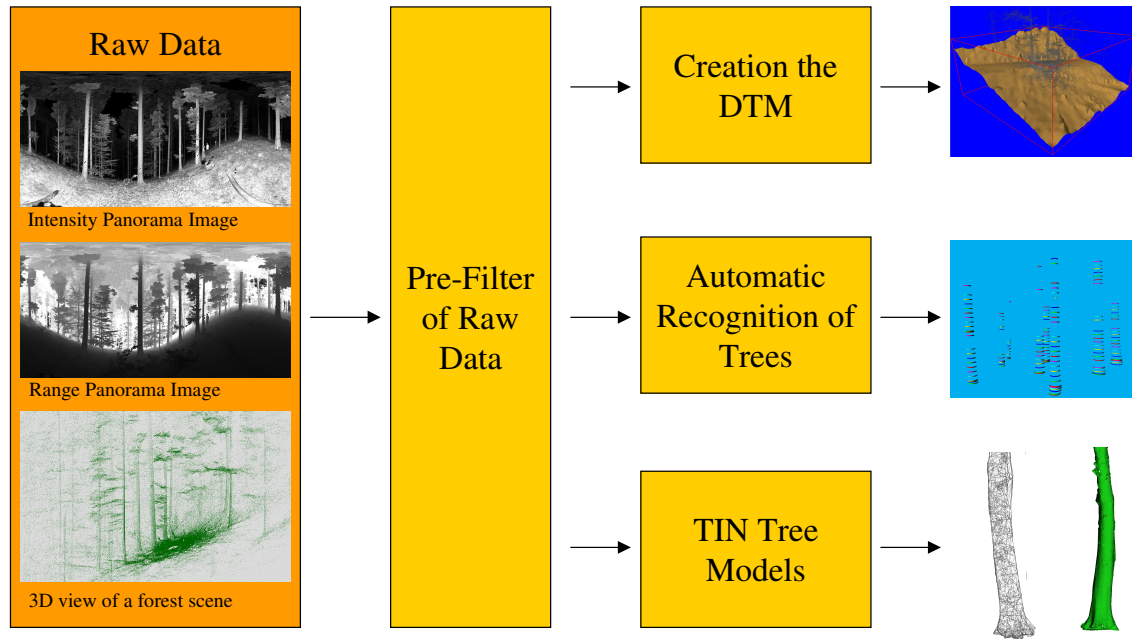 Raw Data
Intensity Panorama Image
Range Panorama Image
3D view of a forest scene
Pre-Filter
of Raw
Data
Creation the
DTM
Automatic
Recognition of
Trees
TIN Tree
Models